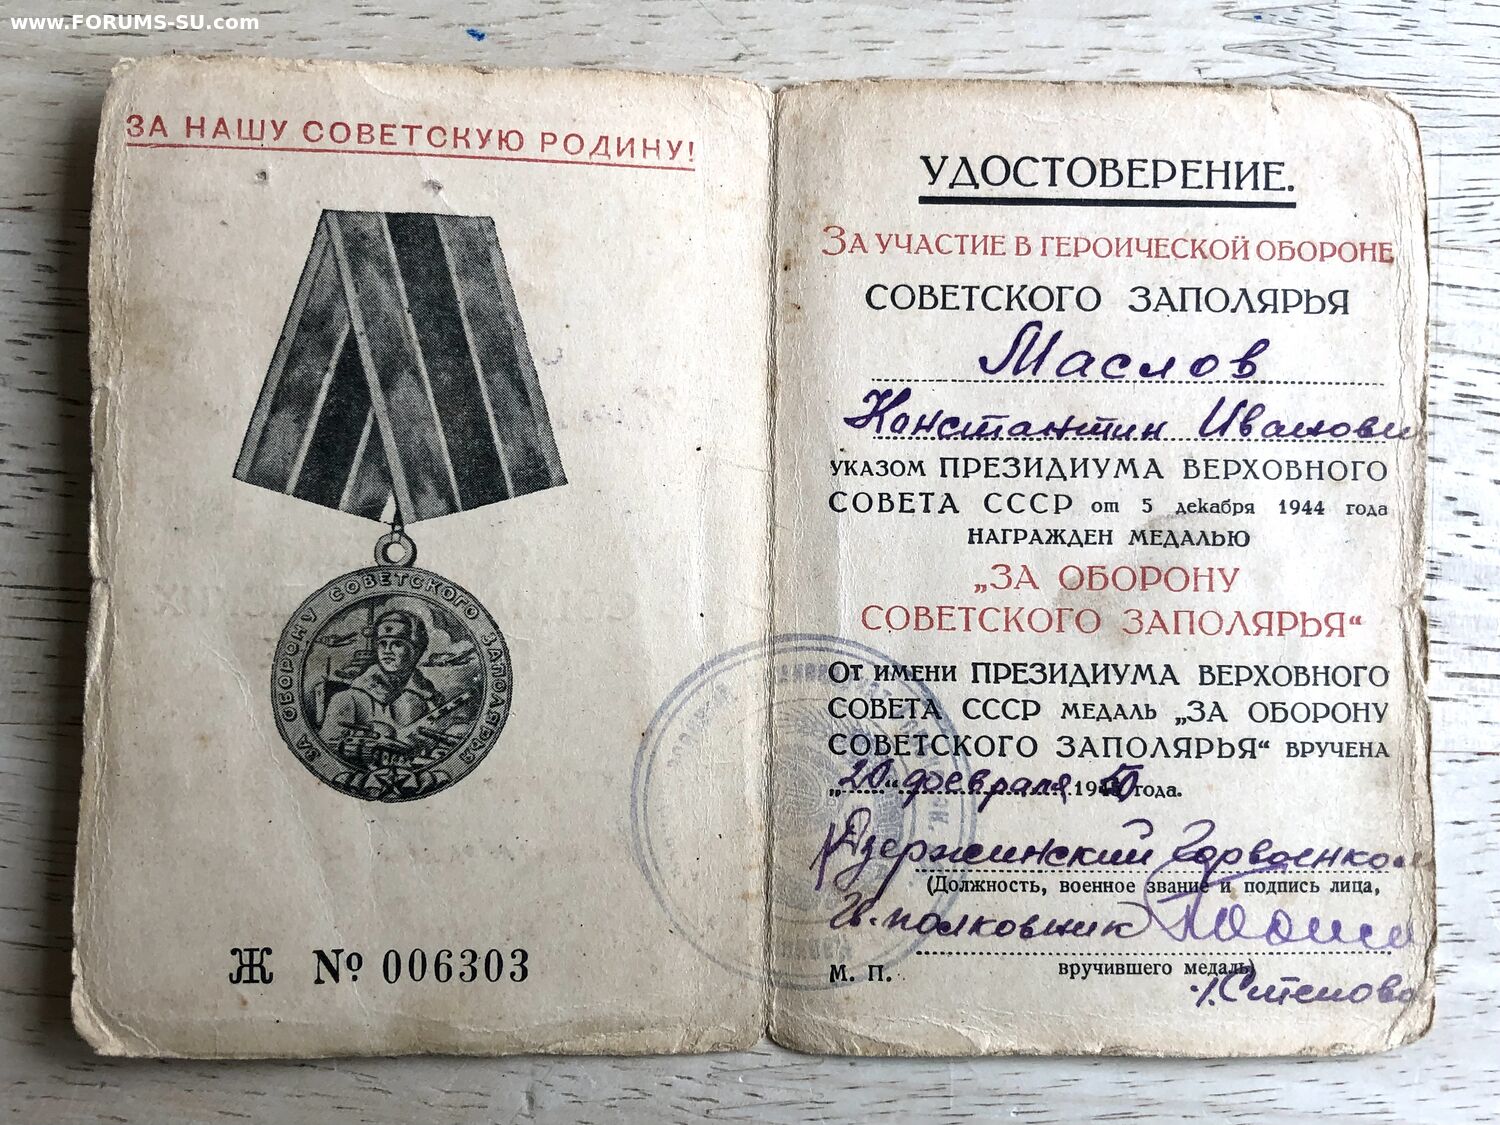 www.FORUMS-SU.com
ЗА НАШУ СОВЕТСКУЮ РОДИНУ!
ЗА ОБОРОНУ СОВЕТСКОГО ЗАПОЛЯРЬЯ
Ж № 006303
УДОСТОВЕРЕНИЕ.
ЗА УЧАСТИЕ В ГЕРОИЧЕСКОЙ ОБОРОНЕ
СОВЕТСКОГО ЗАПОЛЯРЬЯ
Маслов
Константин Иванови
УКАЗОМ ПРЕЗИДИУМА ВЕРХОВНОГО
СОВЕТА СССР от 5 декабря 1944 года
НАГРАЖДЕН МЕДАЛЬЮ
„ЗА ОБОРОНУ
СОВЕТСКОГО ЗАПОЛЯРЬЯ“
ОТ ИМЕНИ ПРЕЗИДИУМА ВЕРХОВНОГО
СОВЕТА СССР МЕДАЛЬ „ЗА ОБОРОНУ
СОВЕТСКОГО ЗАПОЛЯРЬЯ“ ВРУЧЕНА
„20“ февраля 1950 года.
Дзержинский Горвоенком
(Должность, военное звание и подпись лица,
Гв. полковник
М. П. вручившего медаль)